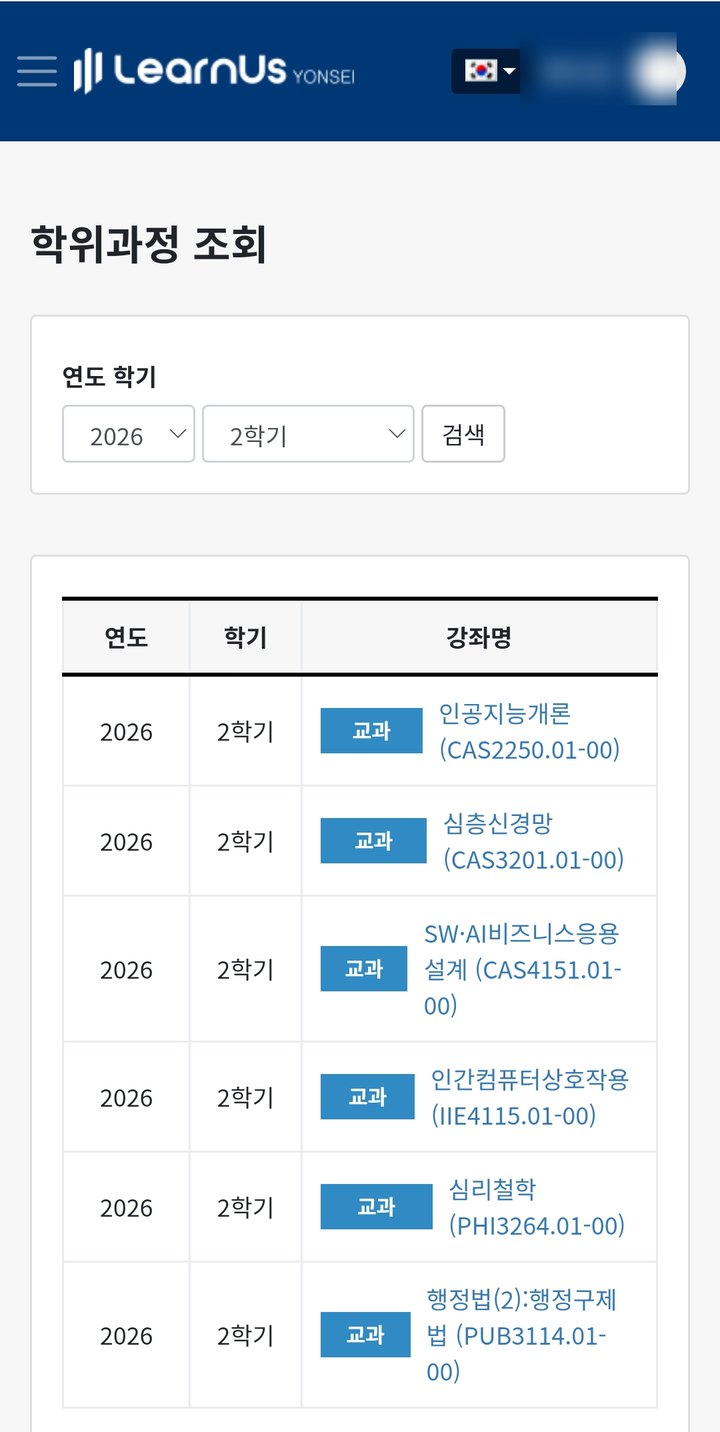 LearnUs YONSEI
학위과정 조회
연도 학기
2026 2학기 검색
연도 학기 강좌명
2026 2학기 교과 인공지능개론
(CAS2250.01-00)
2026 2학기 교과 심층신경망
(CAS3201.01-00)
2026 2학기 교과 SW·AI비즈니스응용
설계 (CAS4151.01-
00)
2026 2학기 교과 인간컴퓨터상호작용
(IIE4115.01-00)
2026 2학기 교과 심리철학
(PHI3264.01-00)
2026 2학기 교과 행정법(2):행정구제
법 (PUB3114.01-
00)